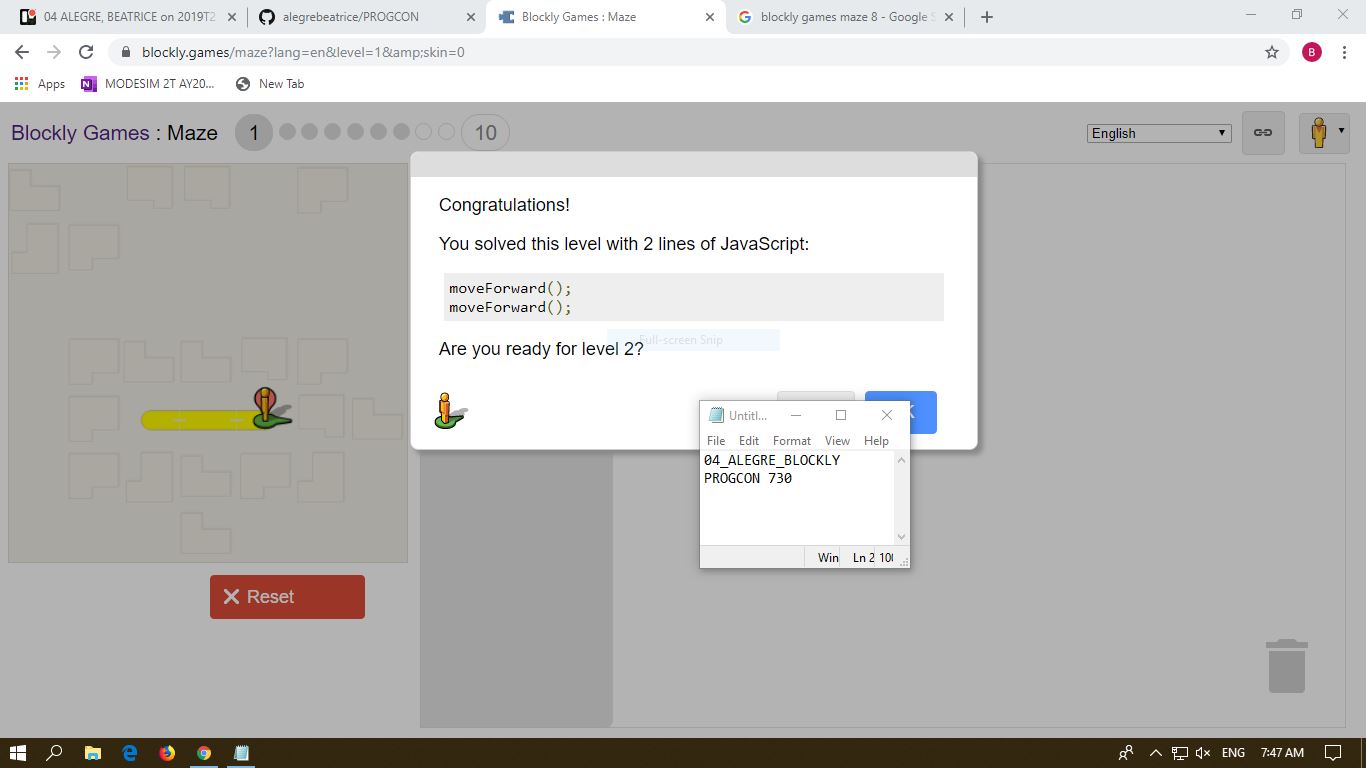 04 ALEGRE, BEATRICE on 2019T2
alegrebeatrice/PROGCON
Blockly Games : Maze
blockly games maze 8 - Google S
blockly.games/maze?lang=en&level=1&amp;skin=0
B
Apps
MODESIM 2T AY20...
New Tab
Blockly Games : Maze 1 10
English
Congratulations!
You solved this level with 2 lines of JavaScript:
moveForward();
moveForward();
Full-screen Snip
Are you ready for level 2?
Untitl...
File Edit Format View Help
04_ALEGRE_BLOCKLY
PROGCON 730
Win Ln 2 100
Reset
ENG 7:47 AM